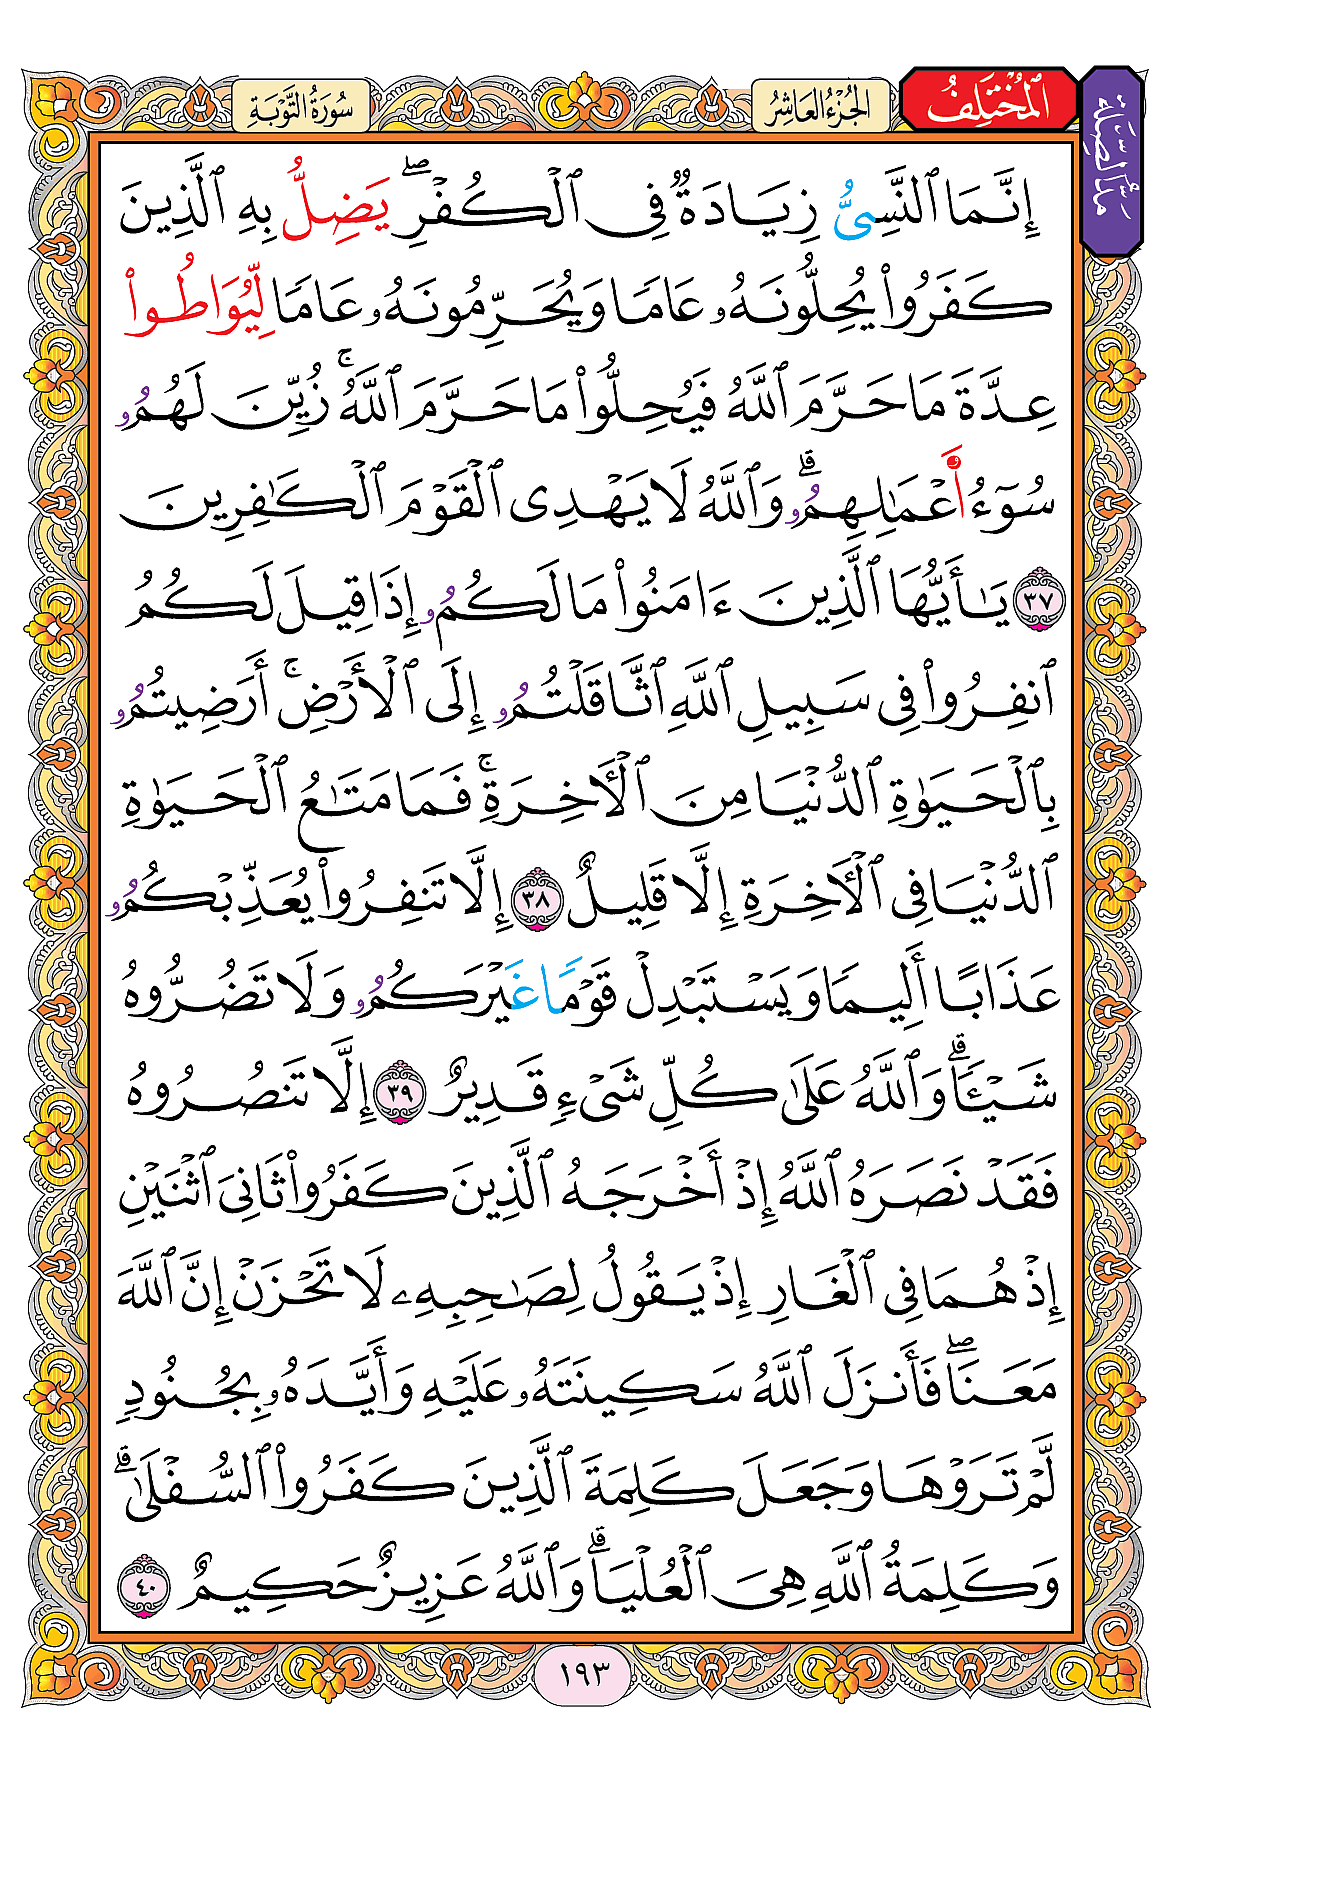 مَدُّ الصِّلَة
ٱلْمُخْتَلِفُ
الجُزْءُ العَاشِرُ
سُورَةُ التَّوْبَةِ
إِنَّمَا ٱلنَّسِىُّ زِيَادَةٌ فِى ٱلْكُفْرِۖ يَضِلُّ بِهِ ٱلَّذِينَ
كَفَرُوا۟ يُحِلُّونَهُۥ عَامًا وَيُحَرِّمُونَهُۥ عَامًا لِّيُوَاطُوا۟
عِدَّةَ مَا حَرَّمَ ٱللَّهُ فَيُحِلُّوا۟ مَا حَرَّمَ ٱللَّهُۚ زُيِّنَ لَهُمُۥ
سُوٓءُ أَعْمَٰلِهِمُۥۗ وَٱللَّهُ لَا يَهْدِى ٱلْقَوْمَ ٱلْكَٰفِرِينَ
٣٧ يَٰأَيُّهَا ٱلَّذِينَ ءَامَنُوا۟ مَا لَكُمُۥ إِذَا قِيلَ لَكُمُ
ٱنفِرُوا۟ فِى سَبِيلِ ٱللَّهِ ٱثَّاقَلْتُمُۥ إِلَى ٱلْأَرْضِۚ أَرَضِيتُمُۥ
بِٱلْحَيَوٰةِ ٱلدُّنْيَا مِنَ ٱلْأَخِرَةِۚ فَمَا مَتَٰعُ ٱلْحَيَوٰةِ
ٱلدُّنْيَا فِى ٱلْأَخِرَةِ إِلَّا قَلِيلٌ ٣٨ إِلَّا تَنفِرُوا۟ يُعَذِّبْكُمُۥ
عَذَابًا أَلِيمًا وَيَسْتَبْدِلْ قَوْمًا غَيْرَكُمُۥ وَلَا تَضُرُّوهُ
شَيْـًٔاۗ وَٱللَّهُ عَلَىٰ كُلِّ شَىْءٍ قَدِيرٌ ٣٩ إِلَّا تَنصُرُوهُ
فَقَدْ نَصَرَهُ ٱللَّهُ إِذْ أَخْرَجَهُ ٱلَّذِينَ كَفَرُوا۟ ثَانِىَ ٱثْنَيْنِ
إِذْ هُمَا فِى ٱلْغَارِ إِذْ يَقُولُ لِصَٰحِبِهِۦ لَا تَحْزَنْ إِنَّ ٱللَّهَ
مَعَنَاۖ فَأَنزَلَ ٱللَّهُ سَكِينَتَهُۥ عَلَيْهِ وَأَيَّدَهُۥ بِجُنُودٍ
لَّمْ تَرَوْهَا وَجَعَلَ كَلِمَةَ ٱلَّذِينَ كَفَرُوا۟ ٱلسُّفْلَىٰۗ
وَكَلِمَةُ ٱللَّهِ هِىَ ٱلْعُلْيَاۗ وَٱللَّهُ عَزِيزٌ حَكِيمٌ ٤٠
١٩٣